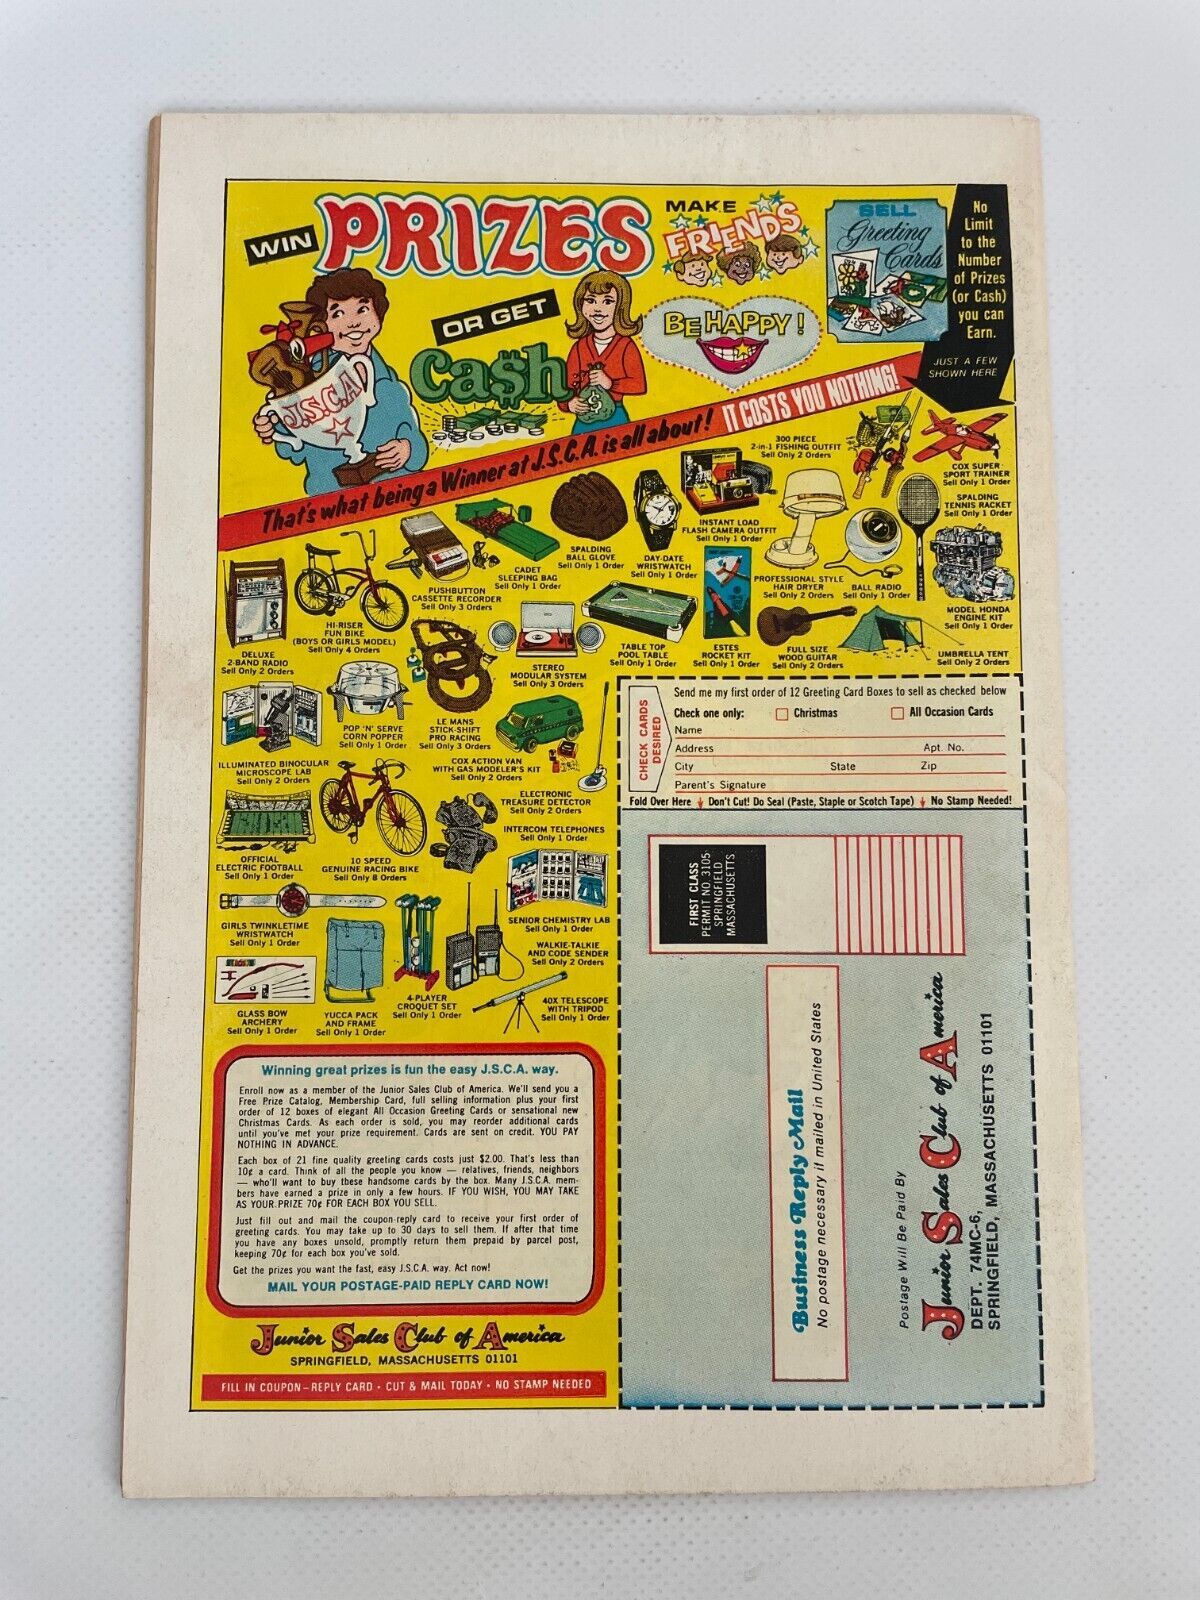 WIN PRIZES
MAKE
FRIENDS
SELL
Greeting
Cards
No
Limit
to the
Number
of Prizes
(or Cash)
you can
Earn.
JUST A FEW
SHOWN HERE
OR GET
Cash
BE HAPPY!
J.S.C.A.
That's what being a Winner at J.S.C.A. is all about! IT COSTS YOU NOTHING!
300 PIECE
2-in-1 FISHING OUTFIT
Sell Only 2 Orders
COX SUPER
SPORT TRAINER
Sell Only 1 Order
SPALDING
TENNIS RACKET
Sell Only 1 Order
INSTANT LOAD
FLASH CAMERA OUTFIT
Sell Only 1 Order
SPALDING
BALL GLOVE
Sell Only 1 Order
DAY-DATE
WRISTWATCH
Sell Only 1 Order
CADET
SLEEPING BAG
Sell Only 1 Order
PUSHBUTTON
CASSETTE RECORDER
Sell Only 3 Orders
PROFESSIONAL STYLE
HAIR DRYER
Sell Only 2 Orders
BALL RADIO
Sell Only 1 Order
MODEL HONDA
ENGINE KIT
Sell Only 1 Order
HI-RISER
FUN BIKE
(BOYS OR GIRLS MODEL)
Sell Only 4 Orders
DELUXE
2-BAND RADIO
Sell Only 2 Orders
STEREO
MODULAR SYSTEM
Sell Only 3 Orders
TABLE TOP
POOL TABLE
Sell Only 1 Order
ESTES
ROCKET KIT
Sell Only 1 Order
FULL SIZE
WOOD GUITAR
Sell Only 2 Orders
UMBRELLA TENT
Sell Only 2 Orders
POP 'N' SERVE
CORN POPPER
Sell Only 1 Order
LE MANS
STICK-SHIFT
PRO RACING
Sell Only 3 Orders
ILLUMINATED BINOCULAR
MICROSCOPE LAB
Sell Only 2 Orders
COX ACTION VAN
WITH GAS MODELER'S KIT
Sell Only 2 Orders
ELECTRONIC
TREASURE DETECTOR
Sell Only 2 Orders
INTERCOM TELEPHONES
Sell Only 1 Order
OFFICIAL
ELECTRIC FOOTBALL
Sell Only 1 Order
10 SPEED
GENUINE RACING BIKE
Sell Only 8 Orders
SENIOR CHEMISTRY LAB
Sell Only 1 Order
GIRLS TWINKLETIME
WRISTWATCH
Sell Only 1 Order
WALKIE-TALKIE
AND CODE SENDER
Sell Only 2 Orders
GLASS BOW
ARCHERY
Sell Only 1 Order
YUCCA PACK
AND FRAME
Sell Only 1 Order
4-PLAYER
CROQUET SET
Sell Only 1 Order
40X TELESCOPE
WITH TRIPOD
Sell Only 1 Order
Winning great prizes is fun the easy J.S.C.A. way.
Enroll now as a member of the Junior Sales Club of America. We'll send you a
Free Prize Catalog, Membership Card, full selling information plus your first
order of 12 boxes of elegant All Occasion Greeting Cards or sensational new
Christmas Cards. As each order is sold, you may reorder additional cards
until you've met your prize requirement. Cards are sent on credit. YOU PAY
NOTHING IN ADVANCE.
Each box of 21 fine quality greeting cards costs just $2.00. That's less than
10¢ a card. Think of all the people you know — relatives, friends, neighbors
— who'll want to buy these handsome cards by the box. Many J.S.C.A. mem-
bers have earned a prize in only a few hours. IF YOU WISH, YOU MAY TAKE
AS YOUR PRIZE 70¢ FOR EACH BOX YOU SELL.
Just fill out and mail the coupon-reply card to receive your first order of
greeting cards. You may take up to 30 days to sell them. If after that time
you have any boxes unsold, promptly return them prepaid by parcel post,
keeping 70¢ for each box you've sold.
Get the prizes you want the fast, easy J.S.C.A. way. Act now!
MAIL YOUR POSTAGE-PAID REPLY CARD NOW!
Junior Sales Club of America
SPRINGFIELD, MASSACHUSETTS 01101
FILL IN COUPON–REPLY CARD • CUT & MAIL TODAY • NO STAMP NEEDED
CHECK CARDS
DESIRED
Send me my first order of 12 Greeting Card Boxes to sell as checked below
Check one only: Christmas All Occasion Cards
Name
Address Apt. No.
City State Zip
Parent's Signature
Fold Over Here Don't Cut! Do Seal (Paste, Staple or Scotch Tape) No Stamp Needed!
FIRST CLASS
PERMIT NO. 3105
SPRINGFIELD
MASSACHUSETTS
Business Reply Mail
No postage necessary if mailed in United States
Postage Will Be Paid By
Junior Sales Club of America
DEPT. 74MC-6,
SPRINGFIELD, MASSACHUSETTS 01101